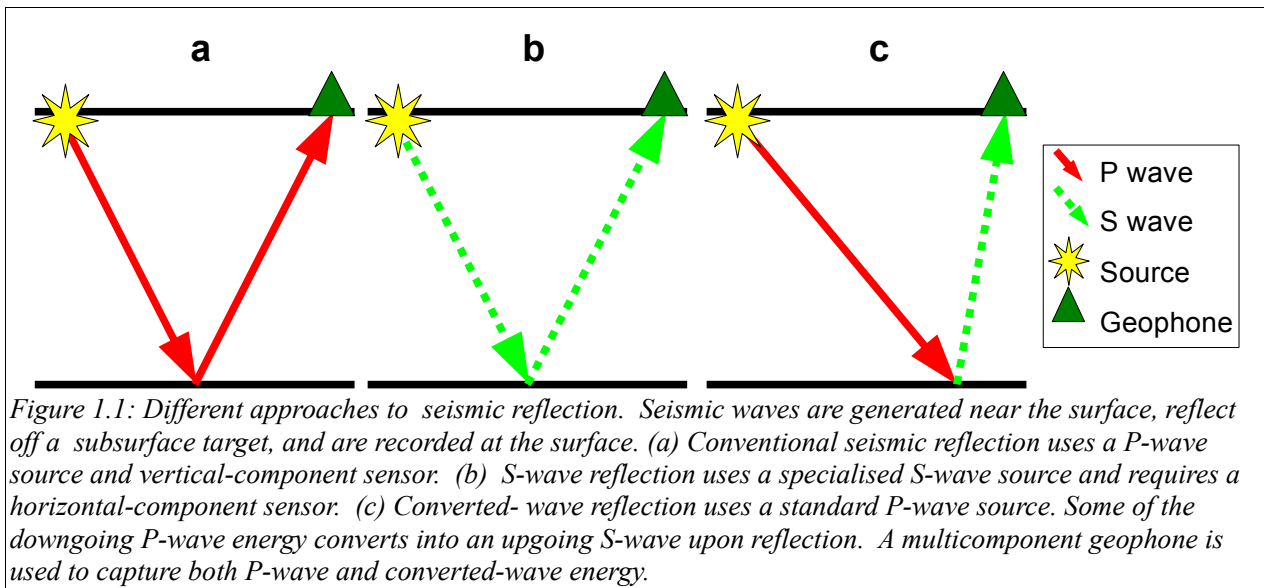 a
b
c
P wave
S wave
Source
Geophone
Figure 1.1: Different approaches to seismic reflection. Seismic waves are generated near the surface, reflect
off a subsurface target, and are recorded at the surface. (a) Conventional seismic reflection uses a P-wave
source and vertical-component sensor. (b) S-wave reflection uses a specialised S-wave source and requires a
horizontal-component sensor. (c) Converted- wave reflection uses a standard P-wave source. Some of the
downgoing P-wave energy converts into an upgoing S-wave upon reflection. A multicomponent geophone is
used to capture both P-wave and converted-wave energy.